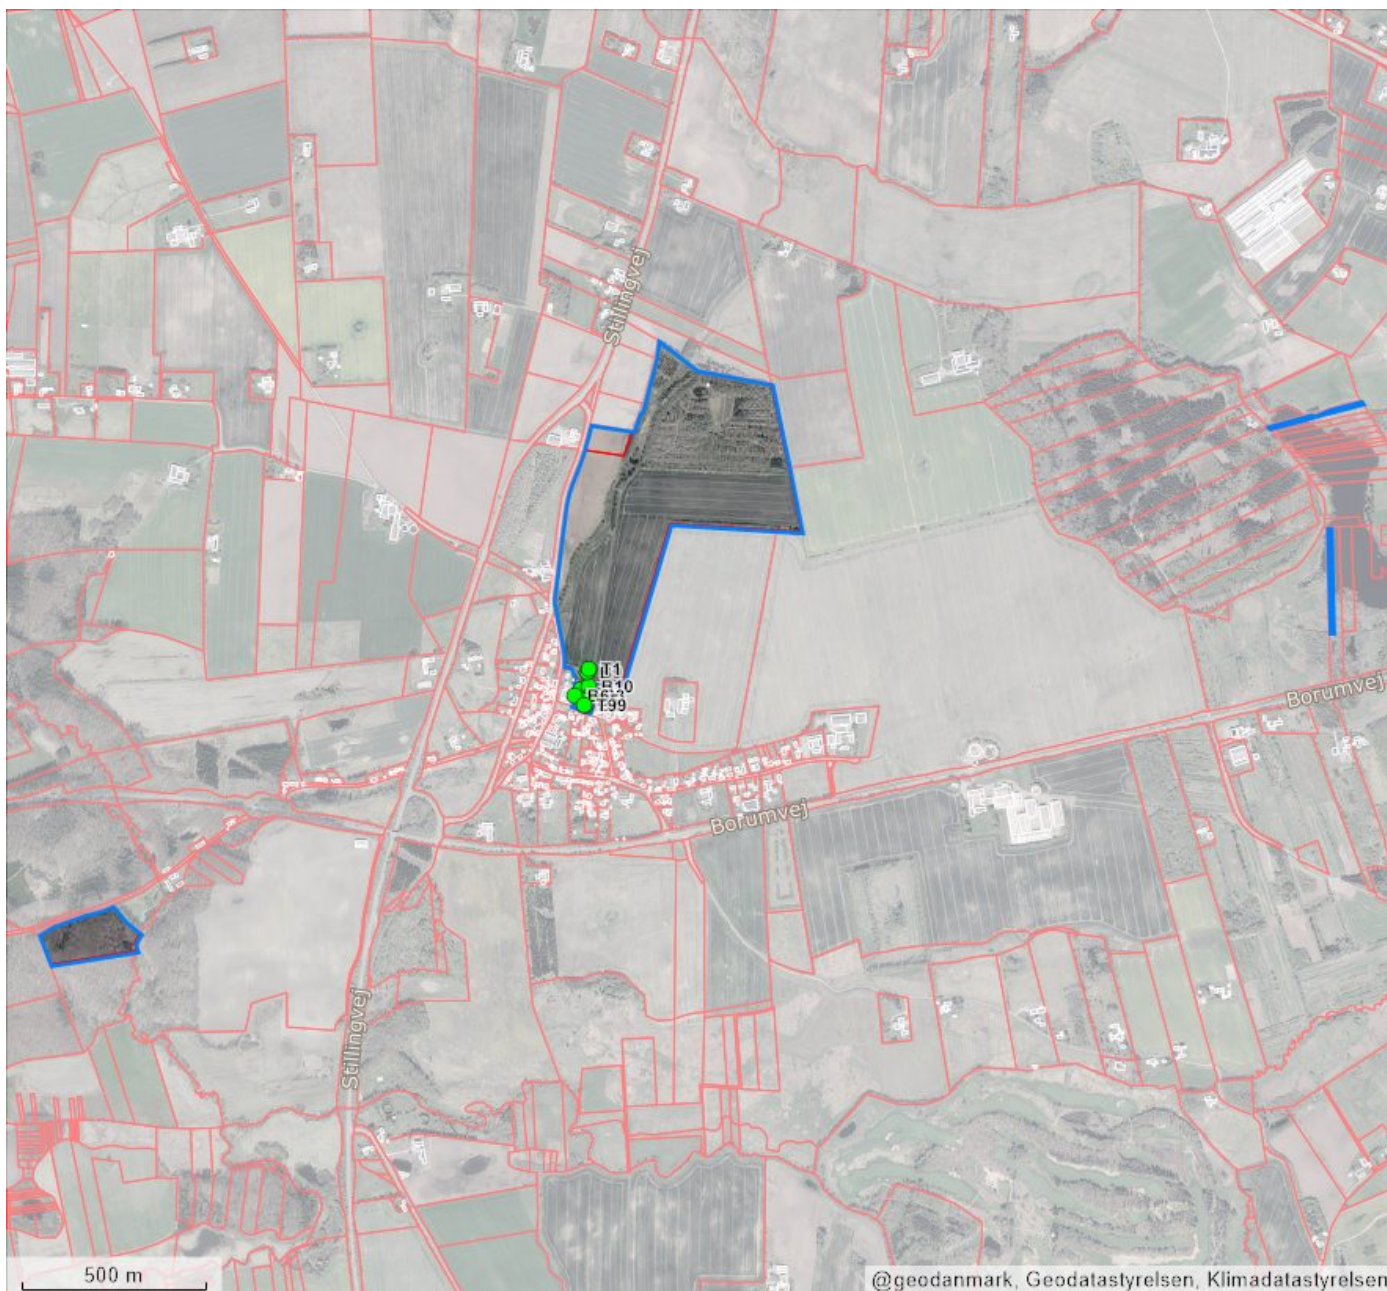 Stillingvej
T1
B10
T99
Borumvej
Borumvej
Stillingvej
500 m
@geodanmark, Geodatastyrelsen, Klimadatastyrelsen